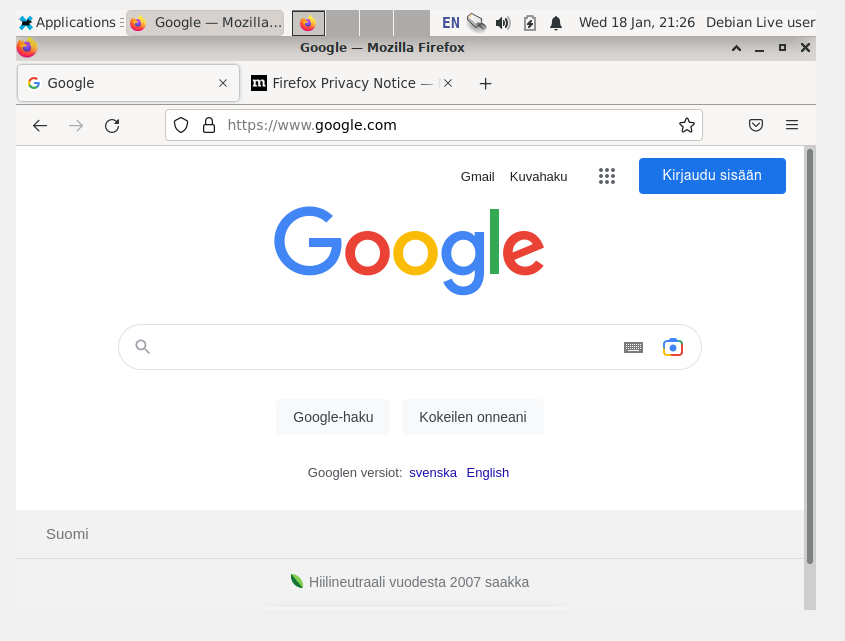 Applications
Google — Mozilla...
EN
Wed 18 Jan, 21:26
Debian Live user
Google — Mozilla Firefox
Google
m
Firefox Privacy Notice —
https://www.google.com
Gmail
Kuvahaku
Kirjaudu sisään
Google
Google-haku
Kokeilen onneani
Googlen versiot: svenska English
Suomi
Hiilineutraali vuodesta 2007 saakka